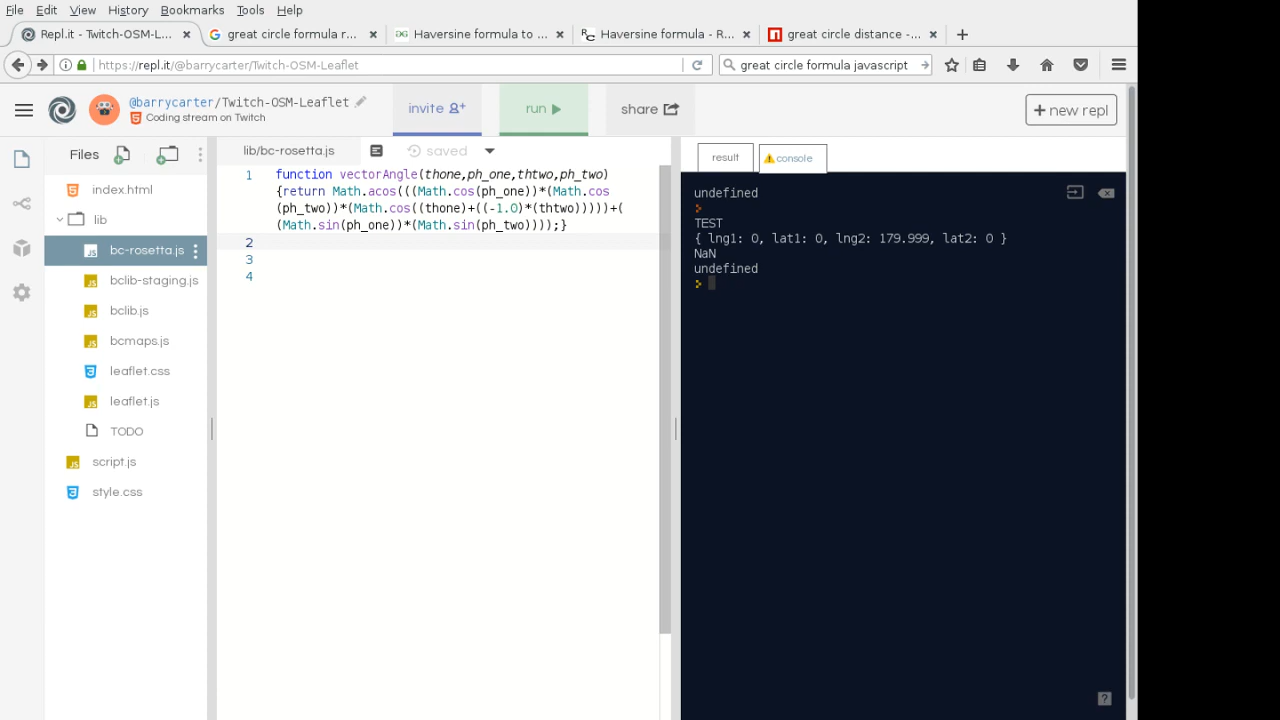 File Edit View History Bookmarks Tools Help
Repl.it - Twitch-OSM-L...
great circle formula r...
Haversine formula to ...
Haversine formula - R...
great circle distance -...
https://repl.it/@barrycarter/Twitch-OSM-Leaflet
great circle formula javascript
@barrycarter/Twitch-OSM-Leaflet
Coding stream on Twitch
invite
run
share
+ new repl
Files
lib/bc-rosetta.js
saved
result
console
index.html
lib
bc-rosetta.js
bclib-staging.js
bclib.js
bcmaps.js
leaflet.css
leaflet.js
TODO
script.js
style.css
1 function vectorAngle(thone,ph_one,thtwo,ph_two)
{return Math.acos(((Math.cos(ph_one))*(Math.cos
(ph_two))*(Math.cos((thone)+((-1.0)*(thtwo)))))+(
(Math.sin(ph_one))*(Math.sin(ph_two))));}
2
3
4
undefined
TEST
{ lng1: 0, lat1: 0, lng2: 179.999, lat2: 0 }
NaN
undefined
?